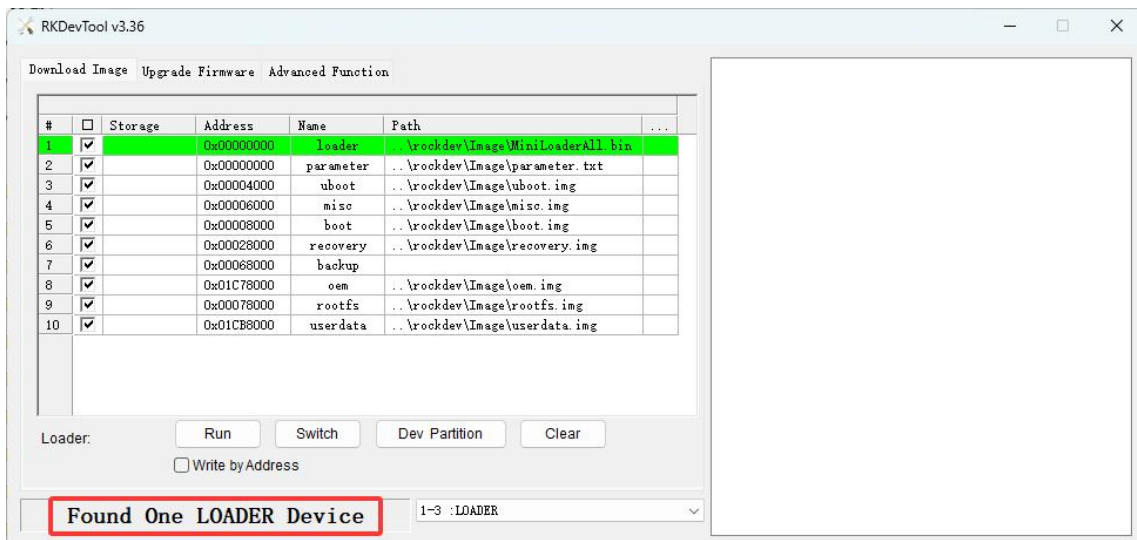 RKDevTool v3.36
Download Image Upgrade Firmware Advanced Function
# Storage Address Name Path ...
1 0x00000000 loader ..\rockdev\Image\MiniLoaderAll.bin
2 0x00000000 parameter ..\rockdev\Image\parameter.txt
3 0x00004000 uboot ..\rockdev\Image\uboot.img
4 0x00006000 misc ..\rockdev\Image\misc.img
5 0x00008000 boot ..\rockdev\Image\boot.img
6 0x00028000 recovery ..\rockdev\Image\recovery.img
7 0x00068000 backup
8 0x01C78000 oem ..\rockdev\Image\oem.img
9 0x00078000 rootfs ..\rockdev\Image\rootfs.img
10 0x01CB8000 userdata ..\rockdev\Image\userdata.img
Loader: Run Switch Dev Partition Clear
Write by Address
Found One LOADER Device 1-3 :LOADER